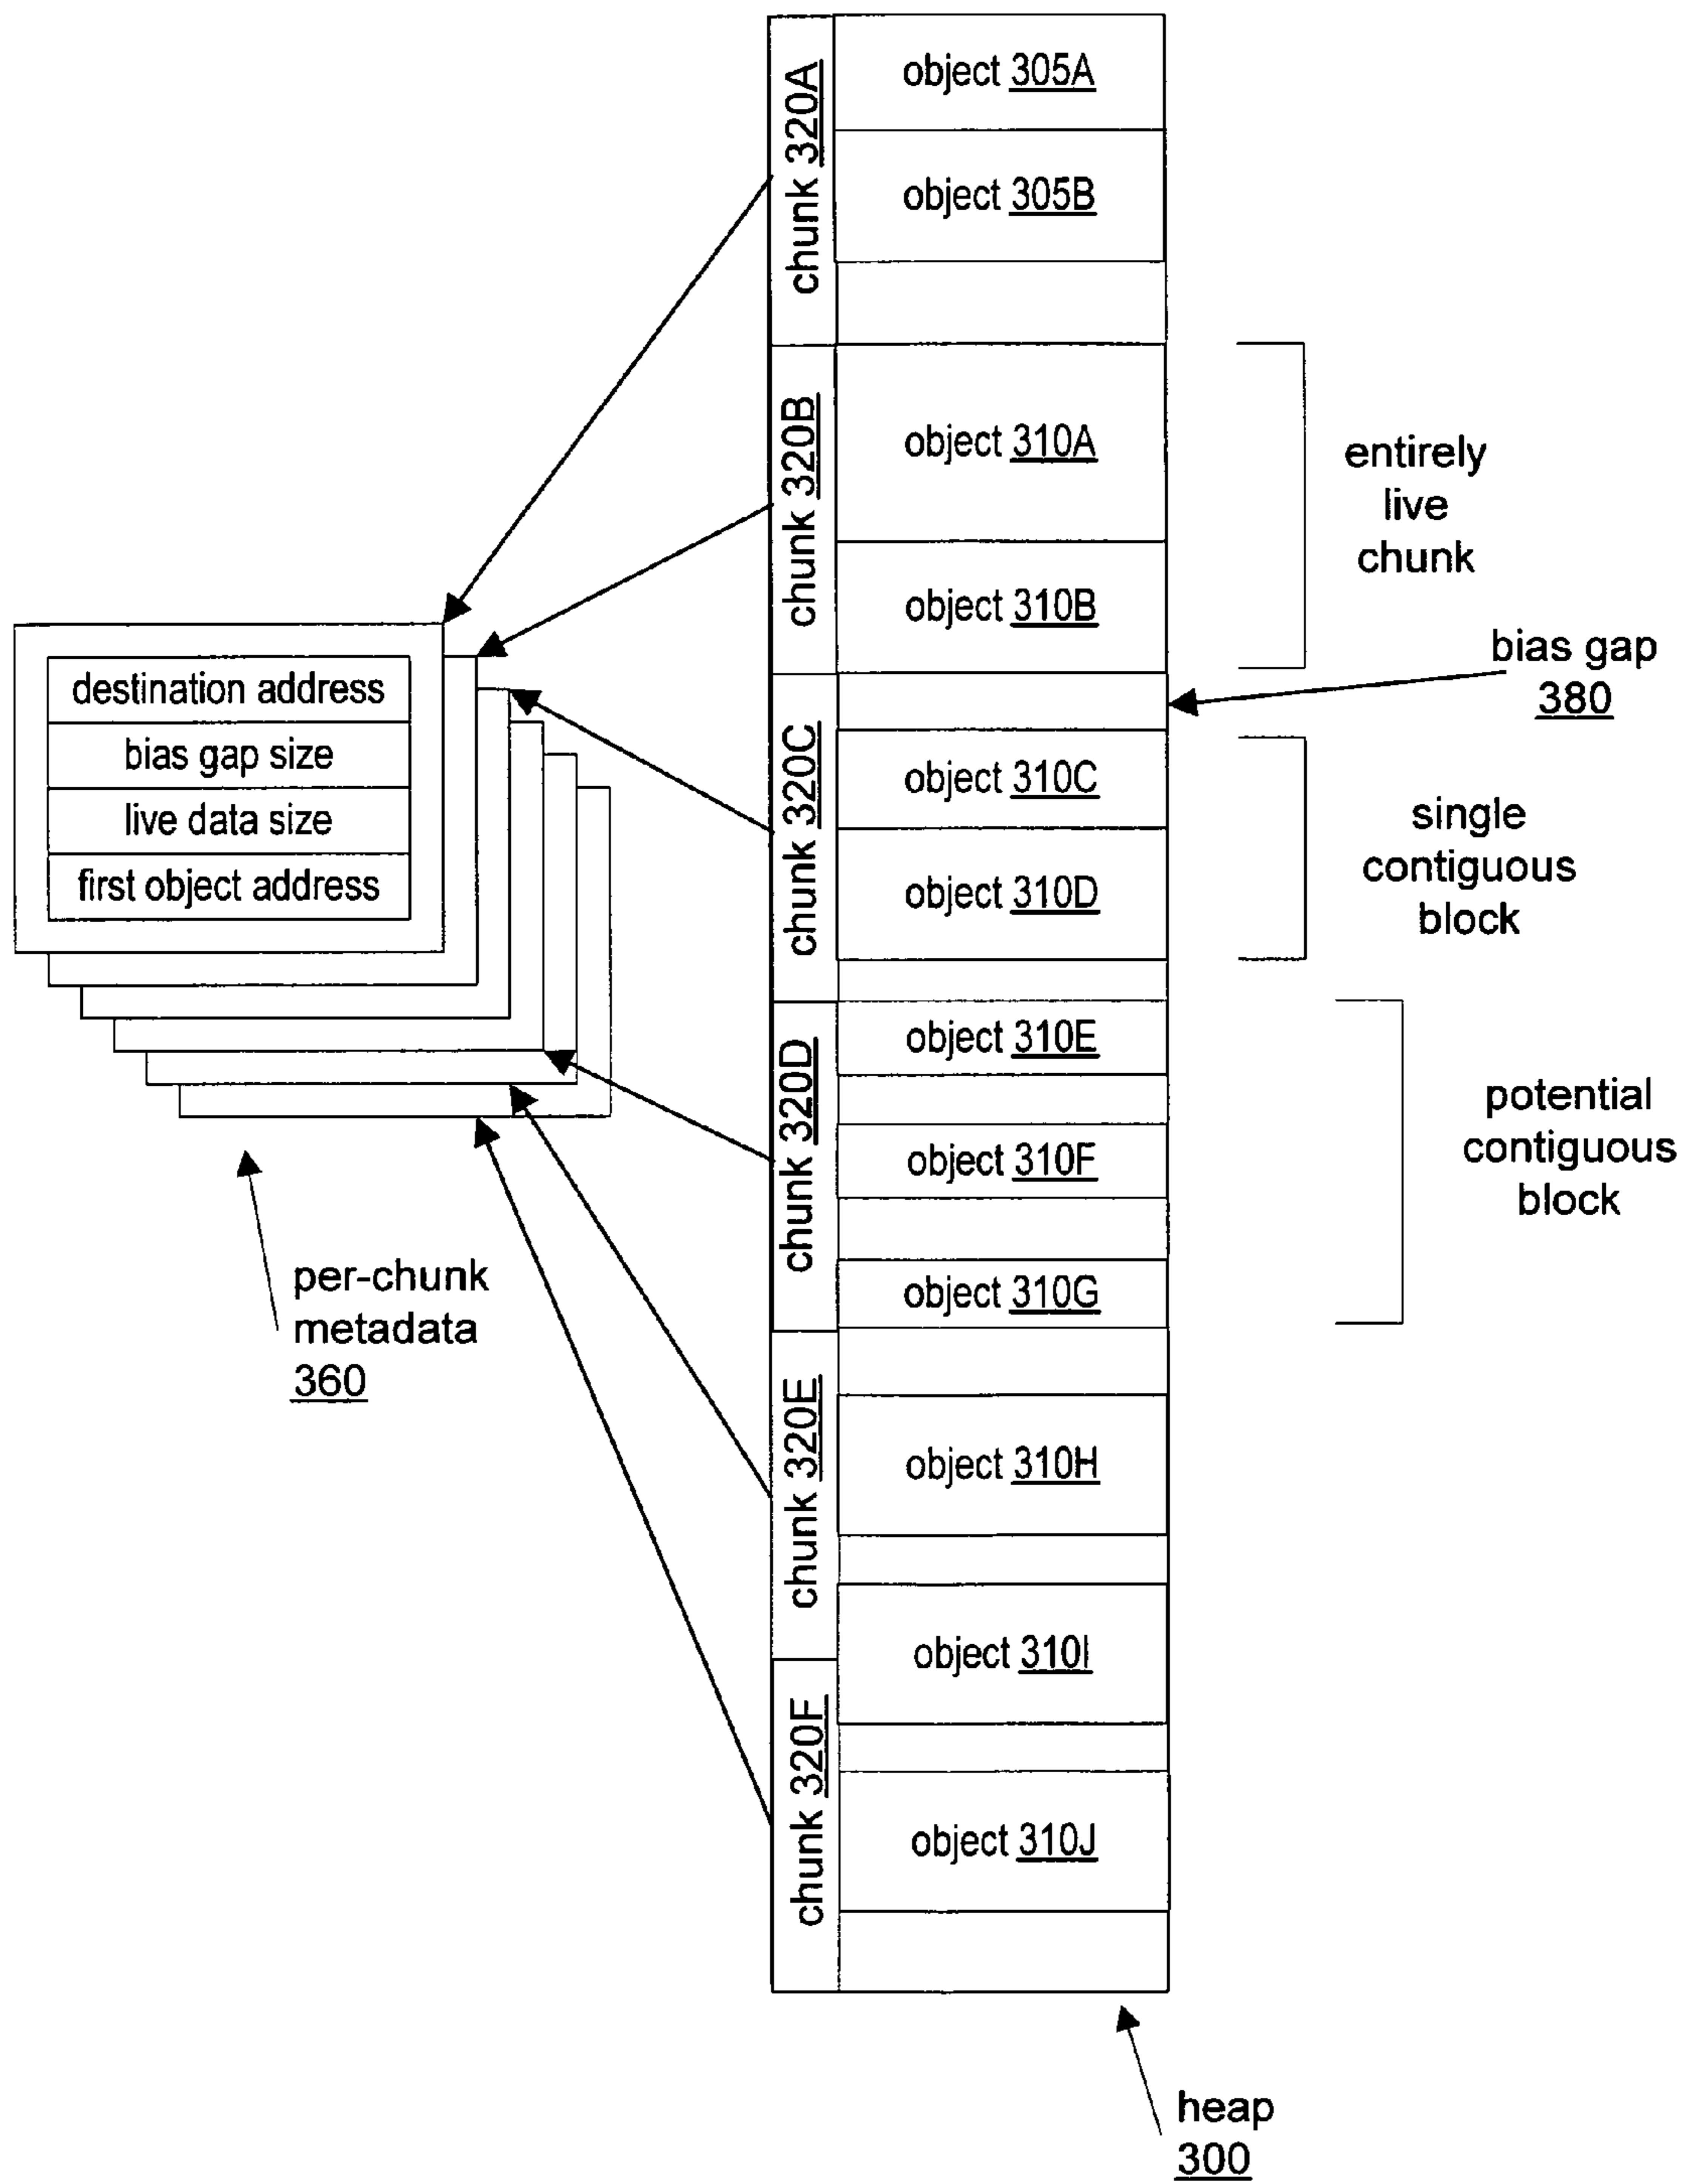 object 305A
object 305B
chunk 320A
object 310A
object 310B
chunk 320B
entirely
live
chunk
bias gap
380
destination address
bias gap size
live data size
first object address
object 310C
object 310D
chunk 320C
single
contiguous
block
object 310E
object 310F
object 310G
chunk 320D
potential
contiguous
block
per-chunk
metadata
360
object 310H
chunk 320E
object 310I
object 310J
chunk 320F
heap
300